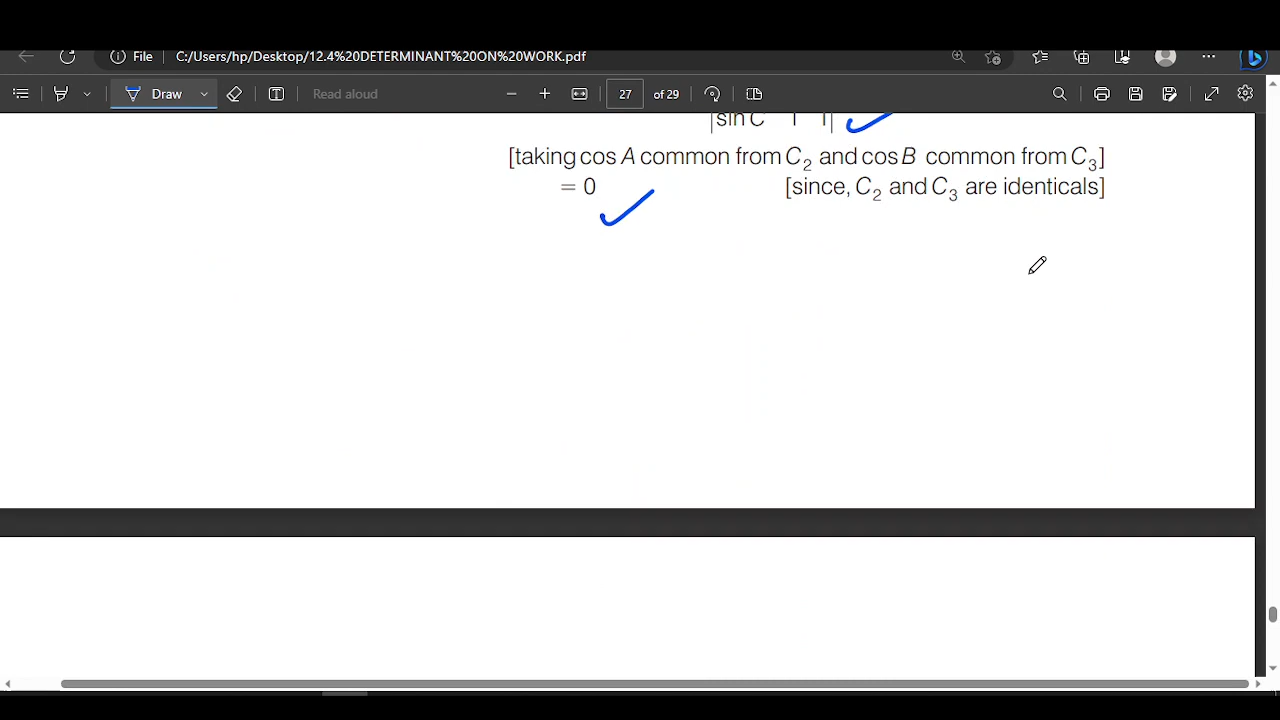 File C:/Users/hp/Desktop/12.4%20DETERMINANT%20ON%20WORK.pdf
Draw Read aloud 27 of 29
|sin C 1 1|
[taking cos A common from C₂ and cos B common from C₃]
= 0 [since, C₂ and C₃ are identicals]